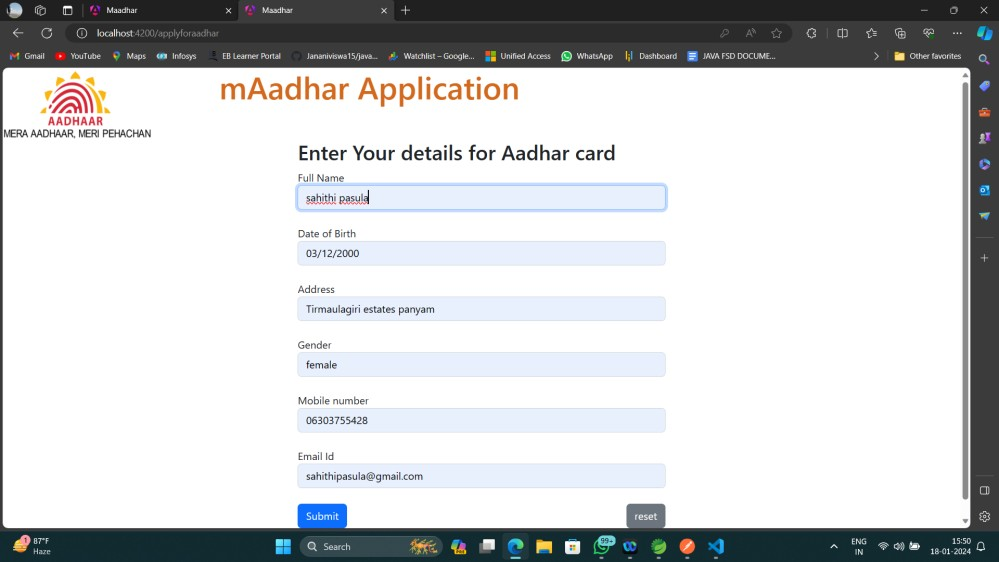 Maadhar
Maadhar
localhost:4200/applyforaadhar
Gmail
YouTube
Maps
Infosys
EB Learner Portal
Jananiviswa15/java...
Watchlist – Google...
Unified Access
WhatsApp
Dashboard
JAVA FSD DOCUME...
Other favorites
AADHAAR
MERA AADHAAR, MERI PEHACHAN
mAadhar Application
Enter Your details for Aadhar card
Full Name
sahithi pasula
Date of Birth
03/12/2000
Address
Tirmaulagiri estates panyam
Gender
female
Mobile number
06303755428
Email Id
sahithipasula@gmail.com
Submit
reset
1
87°F
Haze
Search
99+
ENG
IN
15:50
18-01-2024